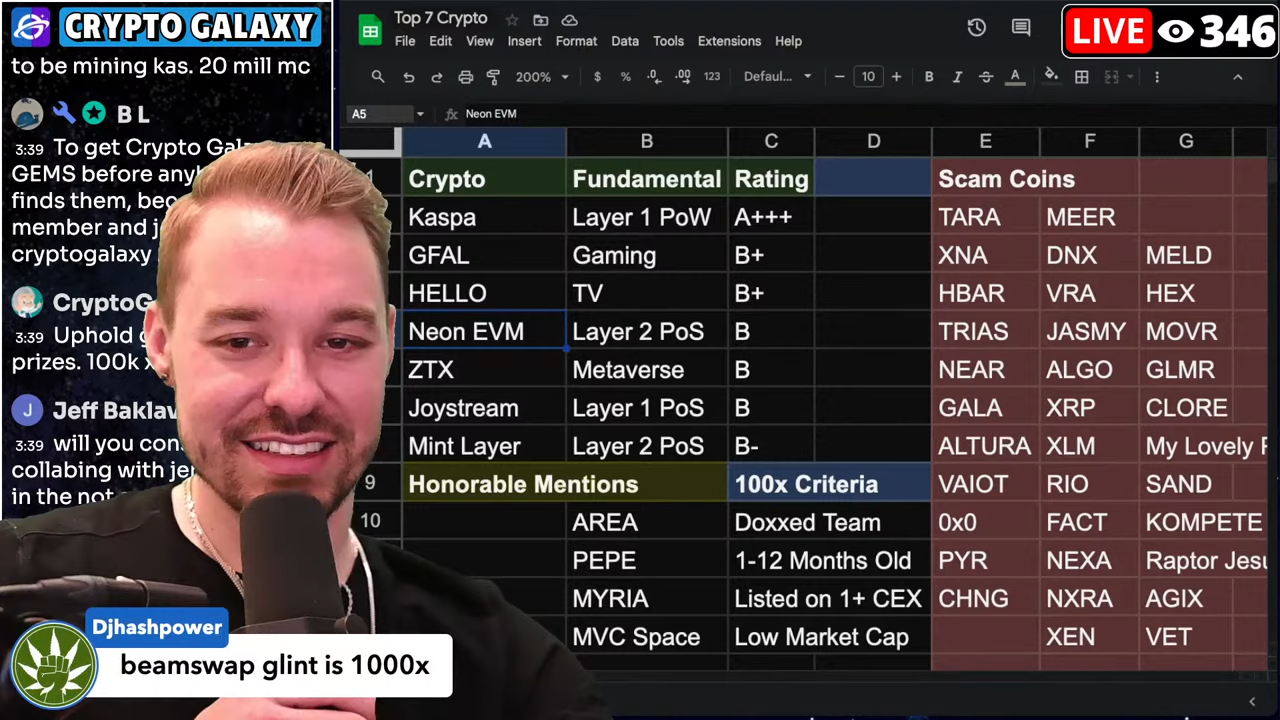 CRYPTO GALAXY
to be mining kas. 20 mill mc
B L
3:39 To get Crypto
GEMS before
finds them,
member and
cryptogalaxy
3:39 Uphold
prizes. 100k
Jeff
3:39 will you
collabing with
in the not
Djhashpower
beamswap glint is 1000x
Top 7 Crypto
File Edit View Insert Format Data Tools Extensions Help
200% $ % .0 .00 123 Defaul... 10 B I S A
A5 fx Neon EVM
LIVE 346
A B C D E F G
1 Crypto Fundamental Rating Scam Coins
Kaspa Layer 1 PoW A+++ TARA MEER
GFAL Gaming B+ XNA DNX MELD
HELLO TV B+ HBAR VRA HEX
Neon EVM Layer 2 PoS B TRIAS JASMY MOVR
ZTX Metaverse B NEAR ALGO GLMR
Joystream Layer 1 PoS B GALA XRP CLORE
Mint Layer Layer 2 PoS B- ALTURA XLM My Lovely
9 Honorable Mentions 100x Criteria VAIOT RIO SAND
10 AREA Doxxed Team 0x0 FACT KOMPETE
PEPE 1-12 Months Old PYR NEXA Raptor
MYRIA Listed on 1+ CEX CHNG NXRA AGIX
MVC Space Low Market Cap XEN VET